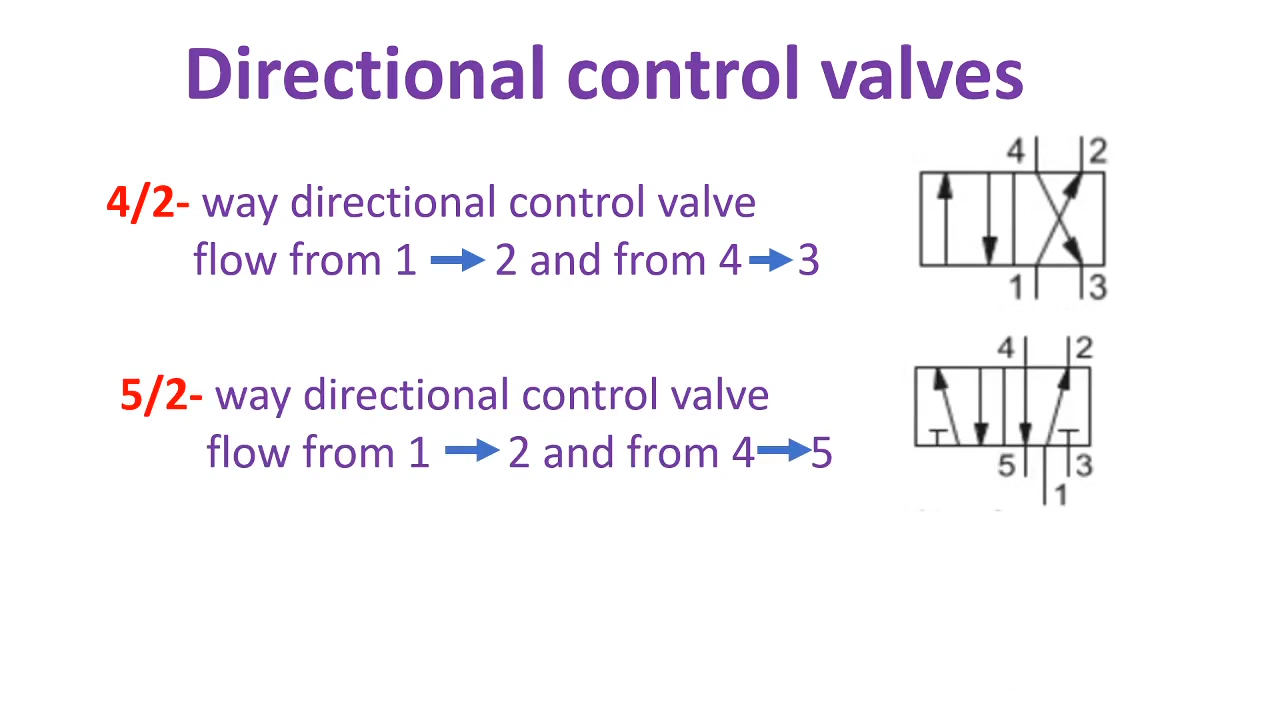 Directional control valves
4/2- way directional control valve
flow from 1 2 and from 4 3
4 2
1 3
5/2- way directional control valve
flow from 1 2 and from 4 5
4 2
5 3
1